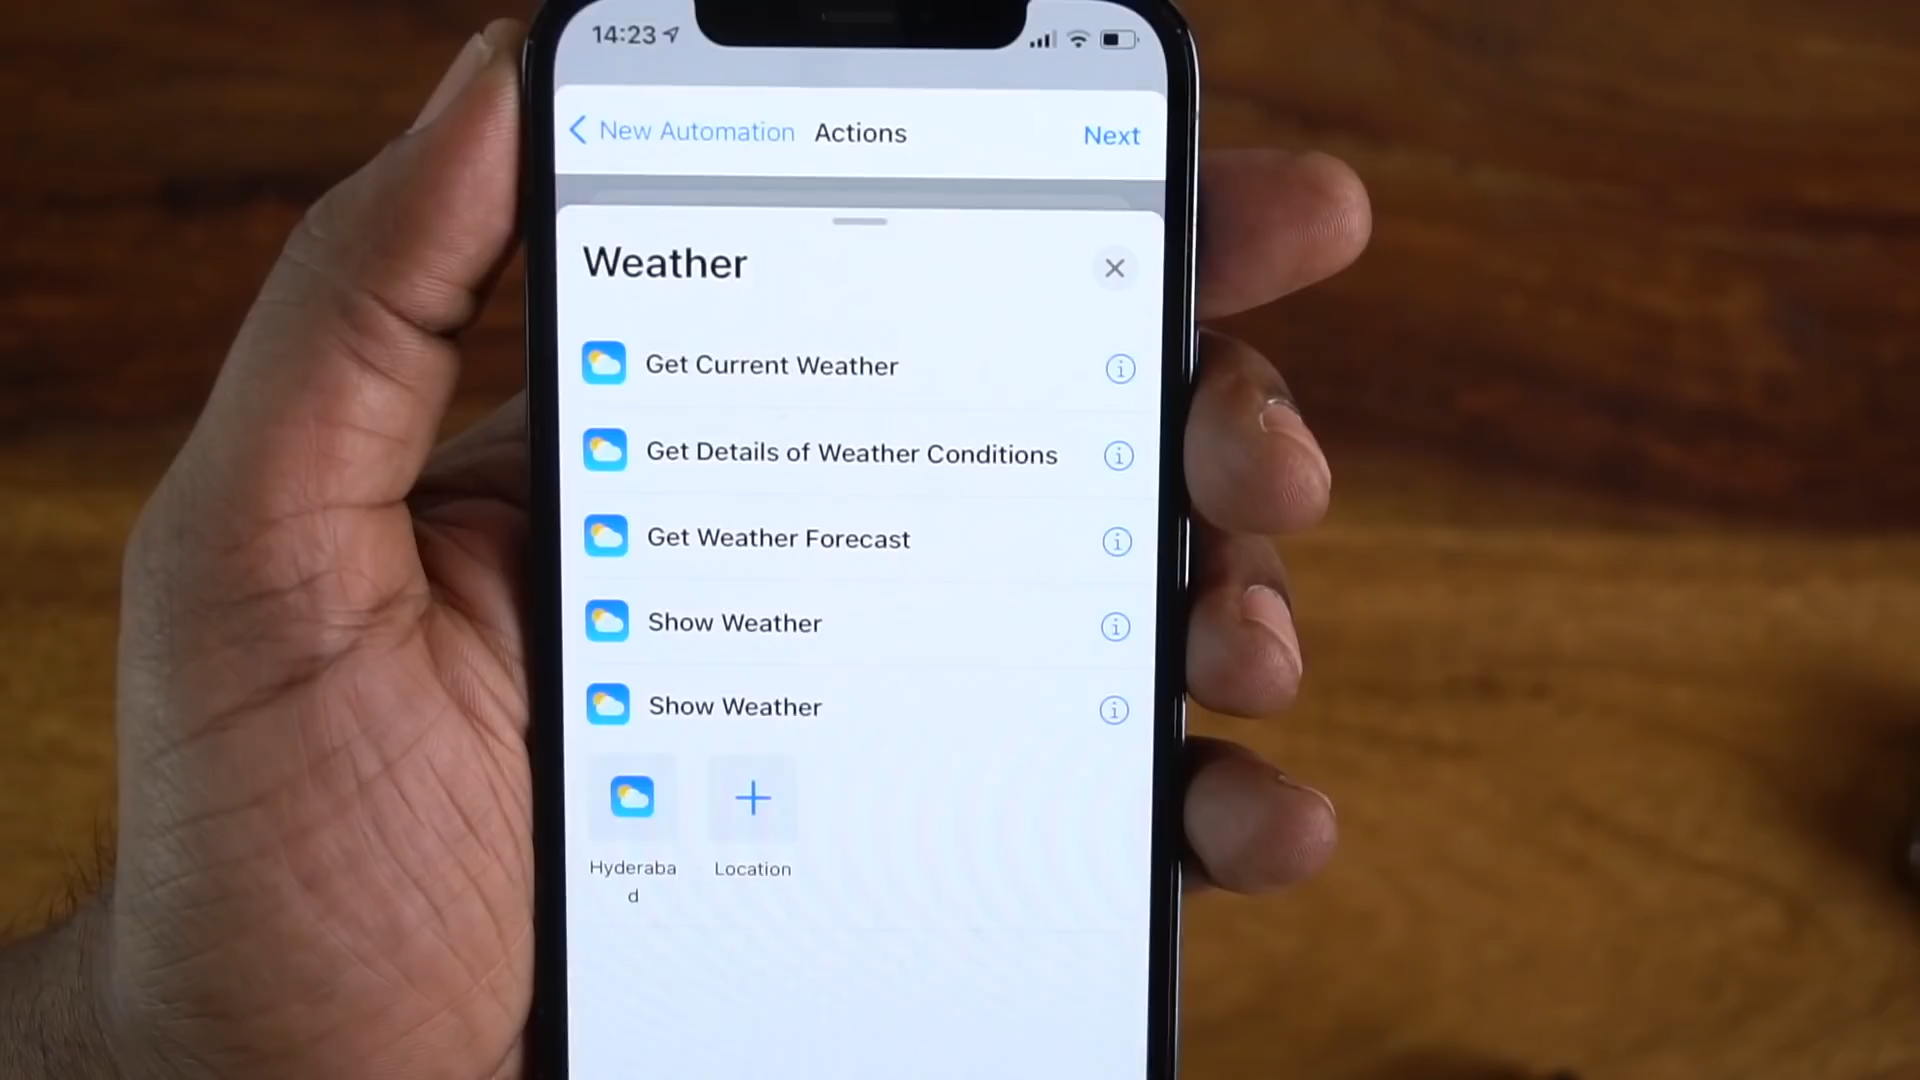 14:23
New Automation Actions Next
Weather
Get Current Weather
Get Details of Weather Conditions
Get Weather Forecast
Show Weather
Show Weather
Hyderaba
d
Location